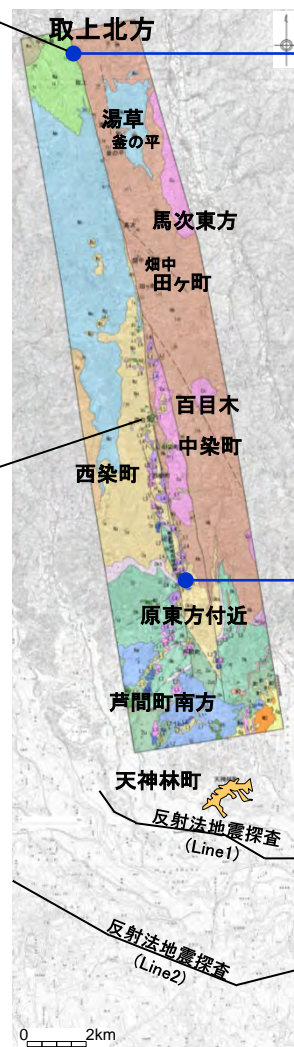 取上北方
湯草
釜の平
馬次東方
畑中
田ヶ町
百目木
中染町
西染町
原東方付近
芦間町南方
天神林町
反射法地震探査
(Line1)
反射法地震探査
(Line2)
0 2km